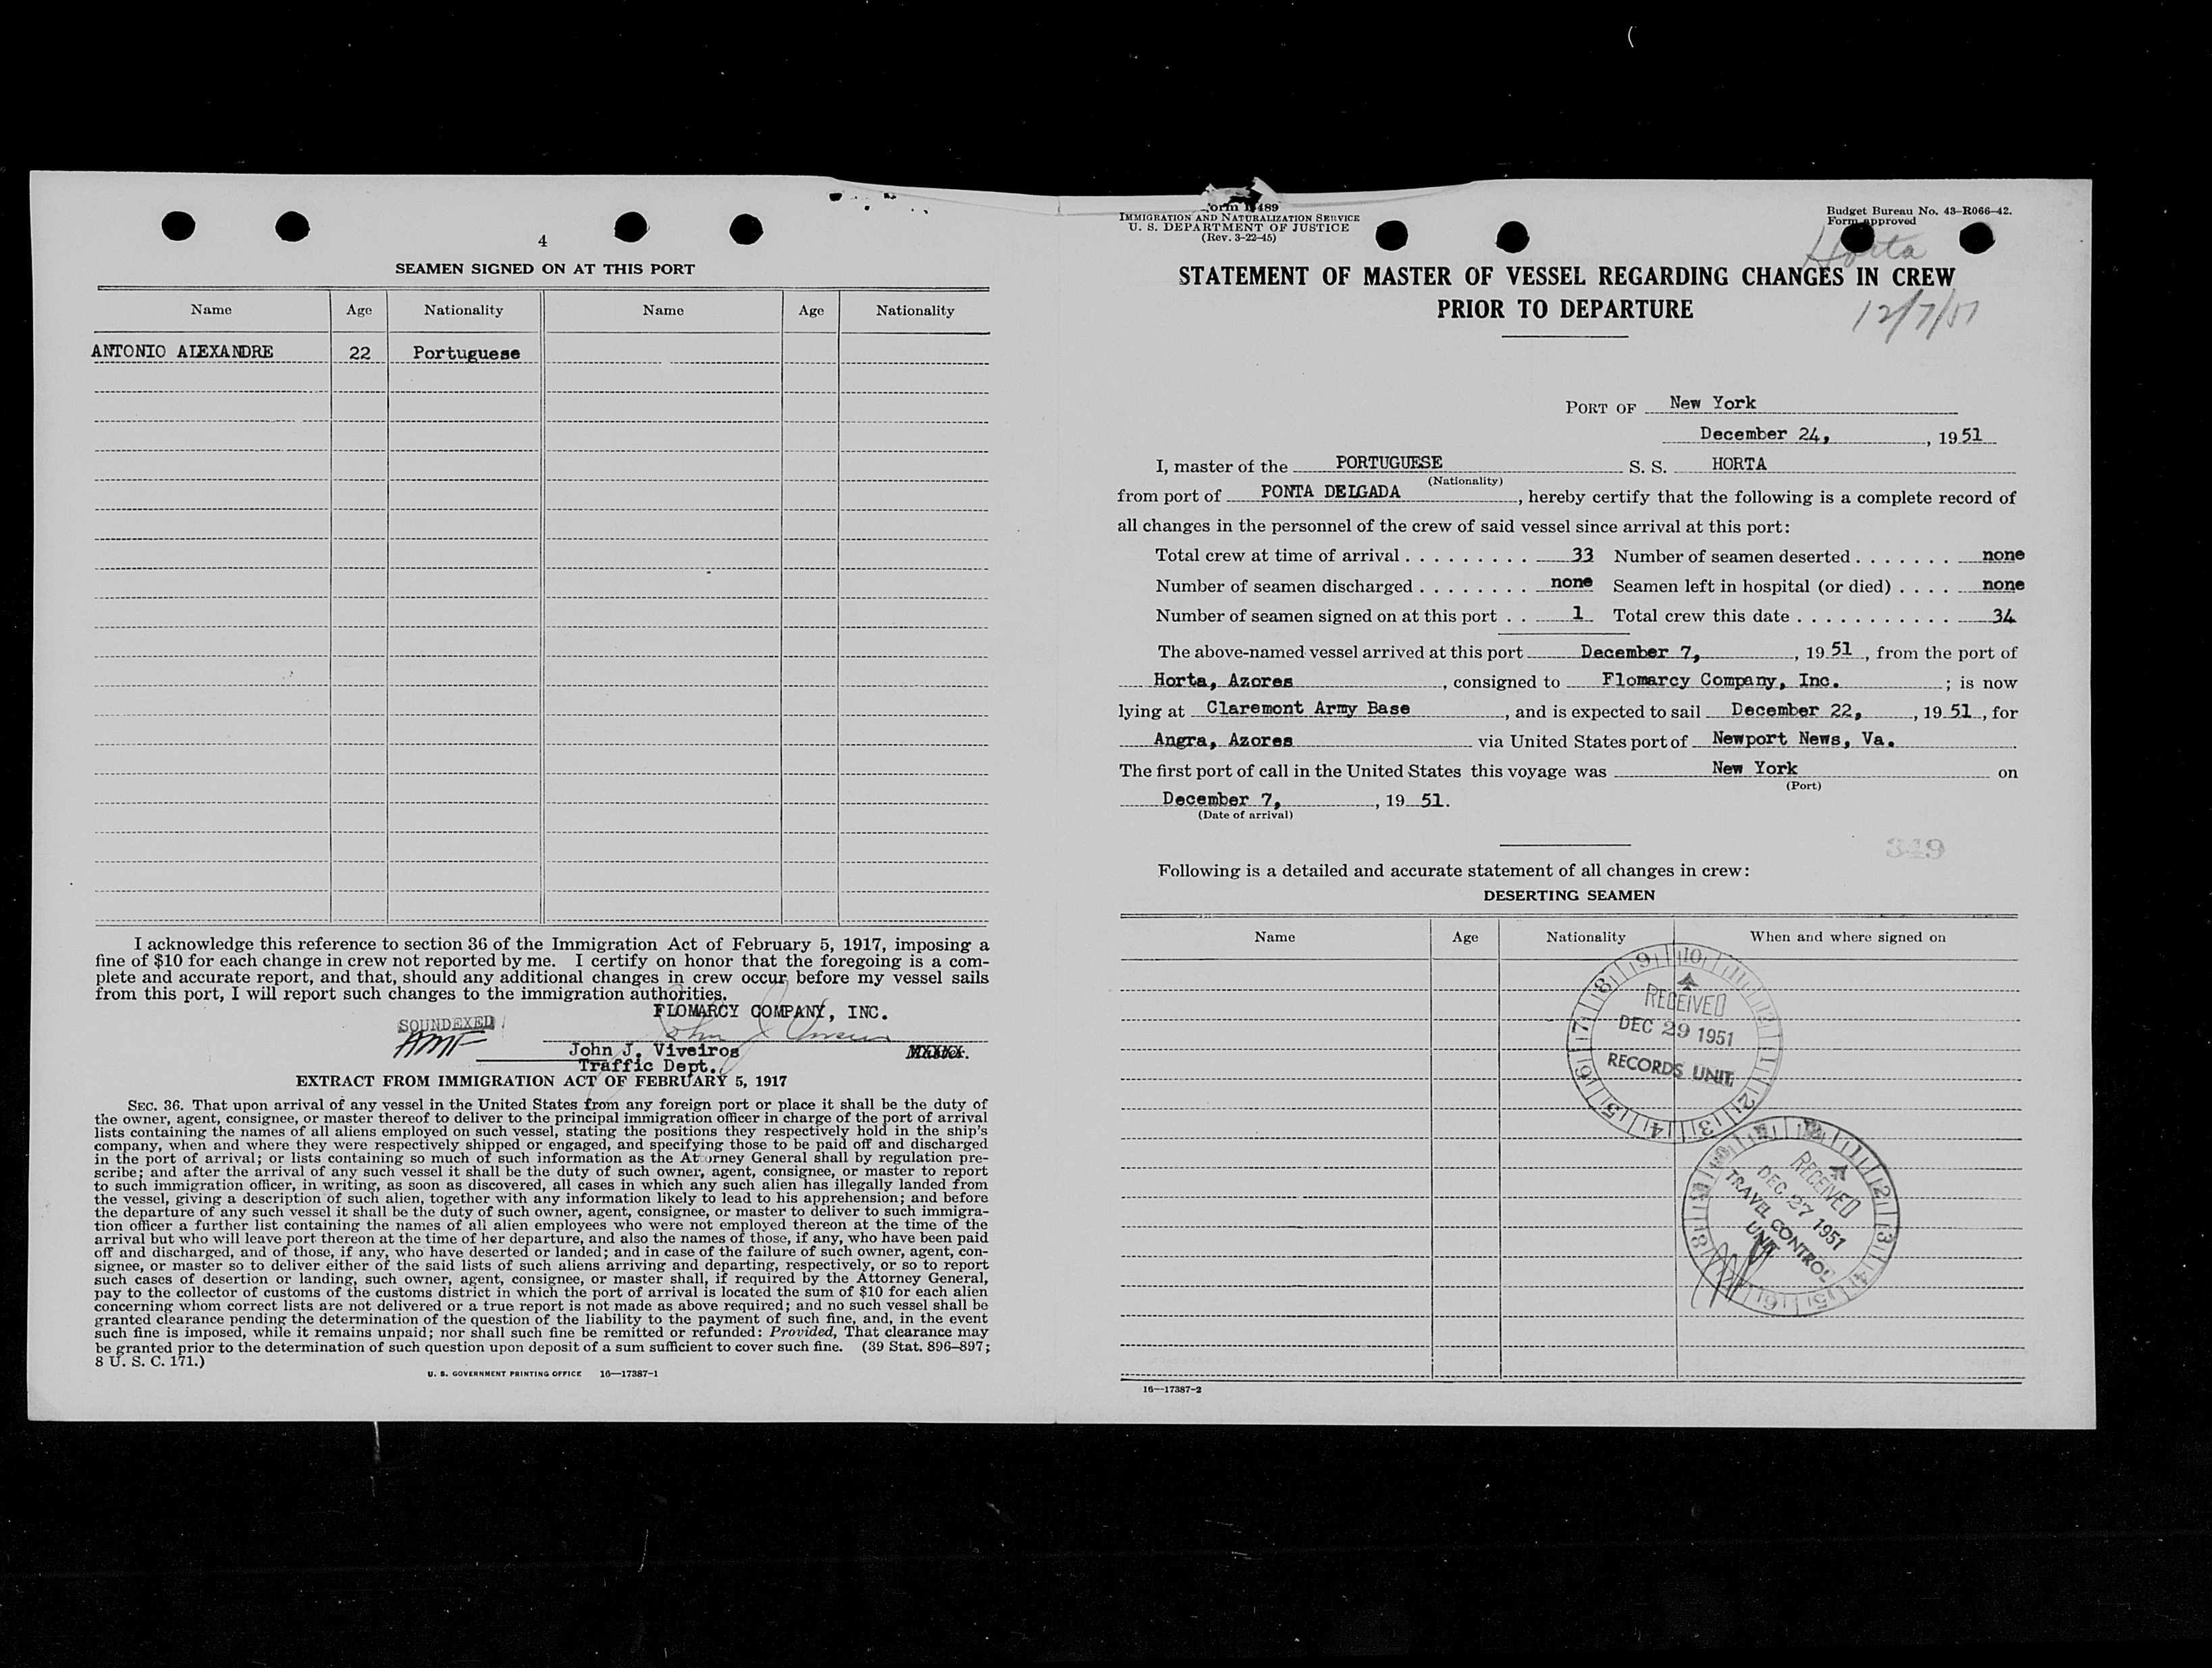 4
SEAMEN SIGNED ON AT THIS PORT
Name Age Nationality Name Age Nationality
ANTONIO ALEXANDRE 22 Portuguese
I acknowledge this reference to section 36 of the Immigration Act of February 5, 1917, imposing a
fine of $10 for each change in crew not reported by me. I certify on honor that the foregoing is a com-
plete and accurate report, and that, should any additional changes in crew occur before my vessel sails
from this port, I will report such changes to the immigration authorities.
FLOMARCY COMPANY, INC.
SOUNDEXED
AMF
John J. Viveiros
Traffic Dept.
EXTRACT FROM IMMIGRATION ACT OF FEBRUARY 5, 1917
SEC. 36. That upon arrival of any vessel in the United States from any foreign port or place it shall be the duty of
the owner, agent, consignee, or master thereof to deliver to the principal immigration officer in charge of the port of arrival
lists containing the names of all aliens employed on such vessel, stating the positions they respectively hold in the ship's
company, when and where they were respectively shipped or engaged, and specifying those to be paid off and discharged
in the port of arrival; or lists containing so much of such information as the Attorney General shall by regulation pre-
scribe; and after the arrival of any such vessel it shall be the duty of such owner, agent, consignee, or master to report
to such immigration officer, in writing, as soon as discovered, all cases in which any such alien has illegally landed from
the vessel, giving a description of such alien, together with any information likely to lead to his apprehension; and before
the departure of any such vessel it shall be the duty of such owner, agent, consignee, or master to deliver to such immigra-
tion officer a further list containing the names of all alien employees who were not employed thereon at the time of the
arrival but who will leave port thereon at the time of her departure, and also the names of those, if any, who have been paid
off and discharged, and of those, if any, who have deserted or landed; and in case of the failure of such owner, agent, con-
signee, or master so to deliver either of the said lists of such aliens arriving and departing, respectively, or so to report
such cases of desertion or landing, such owner, agent, consignee, or master shall, if required by the Attorney General,
pay to the collector of customs of the customs district in which the port of arrival is located the sum of $10 for each alien
concerning whom correct lists are not delivered or a true report is not made as above required; and no such vessel shall be
granted clearance pending the determination of the question of the liability to the payment of such fine, and, in the event
such fine is imposed, while it remains unpaid; nor shall such fine be remitted or refunded: Provided, That clearance may
be granted prior to the determination of such question upon deposit of a sum sufficient to cover such fine. (39 Stat. 896–897;
8 U. S. C. 171.)
U. S. GOVERNMENT PRINTING OFFICE 16—17387-1
Form I-489
IMMIGRATION AND NATURALIZATION SERVICE
U. S. DEPARTMENT OF JUSTICE
(Rev. 3-22-45)
Budget Bureau No. 43–R066–42.
Form approved
Horta
STATEMENT OF MASTER OF VESSEL REGARDING CHANGES IN CREW
PRIOR TO DEPARTURE
12/7/51
PORT OF New York
December 24, , 19 51
I, master of the PORTUGUESE S. S. HORTA
(Nationality)
from port of PONTA DELGADA , hereby certify that the following is a complete record of
all changes in the personnel of the crew of said vessel since arrival at this port:
Total crew at time of arrival . . . . . . . . . 33 Number of seamen deserted . . . . . . . none
Number of seamen discharged . . . . . . . . none Seamen left in hospital (or died) . . . . none
Number of seamen signed on at this port . . 1 Total crew this date . . . . . . . . . . . 34
The above-named vessel arrived at this port December 7, , 19 51 , from the port of
Horta, Azores , consigned to Flomarcy Company, Inc. ; is now
lying at Claremont Army Base , and is expected to sail December 22, , 19 51 , for
Angra, Azores via United States port of Newport News, Va.
The first port of call in the United States this voyage was New York on
(Port)
December 7, , 19 51.
(Date of arrival)
349
Following is a detailed and accurate statement of all changes in crew:
DESERTING SEAMEN
Name Age Nationality When and where signed on
RECEIVED
DEC 29 1951
RECORDS UNIT
RECEIVED
DEC 27 1951
TRAVEL CONTROL
UNIT
16—17387-2